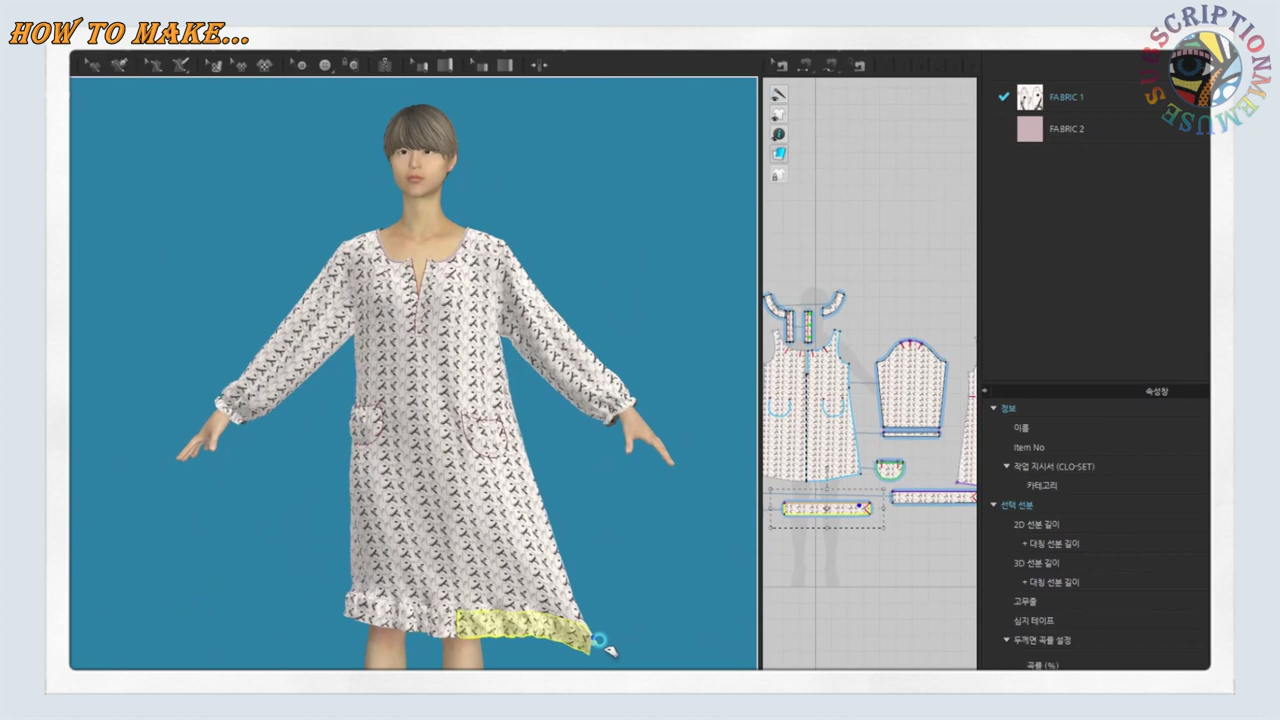 HOW TO MAKE...
SUBSCRIPTIONMEMUSE
FABRIC 1
FABRIC 2
속성창
정보
이름
Item No
작업 지시서 (CLO-SET)
카테고리
선택 선분
2D 선분 길이
+ 대칭 선분 길이
3D 선분 길이
+ 대칭 선분 길이
고무줄
심지 테이프
두께면 곡률 설정
곡률 (%)